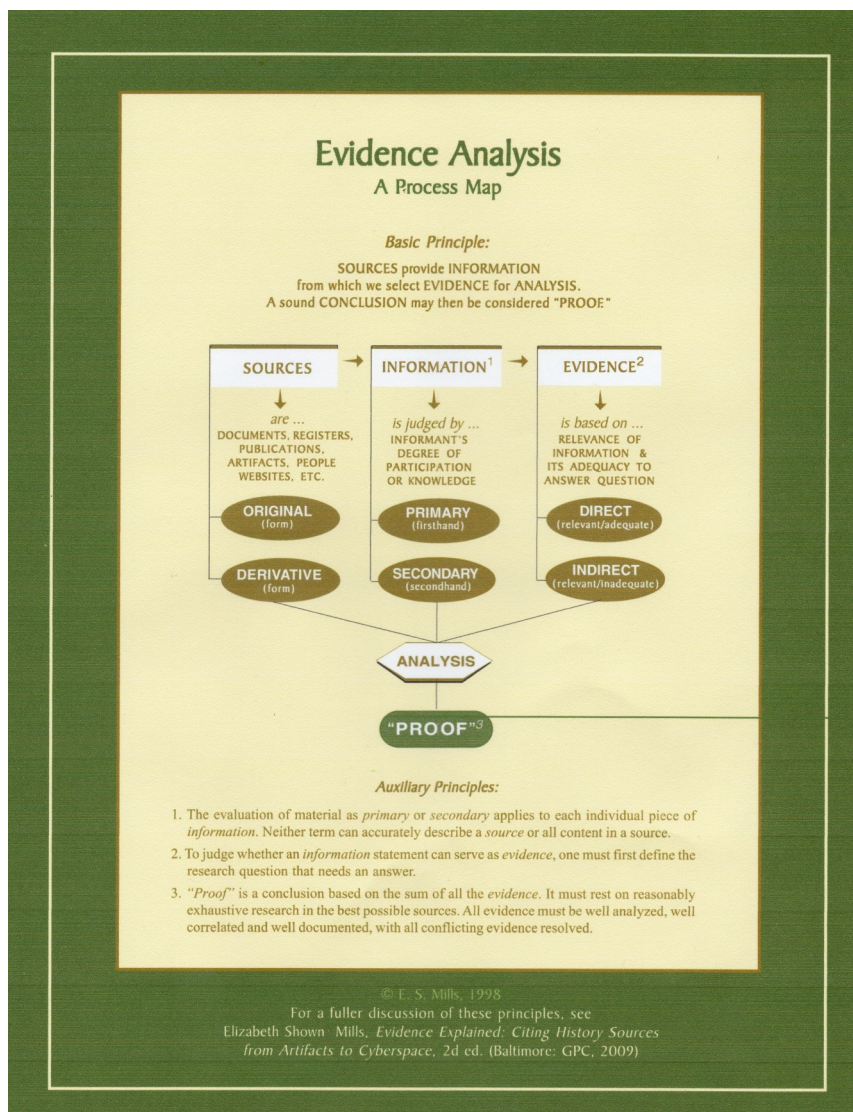 Evidence Analysis
A Process Map
Basic Principle:
SOURCES provide INFORMATION
from which we select EVIDENCE for ANALYSIS.
A sound CONCLUSION may then be considered "PROOF."
SOURCES
INFORMATION¹
EVIDENCE²
are ...
DOCUMENTS, REGISTERS,
PUBLICATIONS,
ARTIFACTS, PEOPLE
WEBSITES, ETC.
is judged by ...
INFORMANT'S
DEGREE OF
PARTICIPATION
OR KNOWLEDGE
is based on ...
RELEVANCE OF
INFORMATION &
ITS ADEQUACY TO
ANSWER QUESTION
ORIGINAL
(form)
PRIMARY
(firsthand)
DIRECT
(relevant/adequate)
DERIVATIVE
(form)
SECONDARY
(secondhand)
INDIRECT
(relevant/inadequate)
ANALYSIS
"PROOF"³
Auxiliary Principles:
1. The evaluation of material as primary or secondary applies to each individual piece of
information. Neither term can accurately describe a source or all content in a source.
2. To judge whether an information statement can serve as evidence, one must first define the
research question that needs an answer.
3. "Proof" is a conclusion based on the sum of all the evidence. It must rest on reasonably
exhaustive research in the best possible sources. All evidence must be well analyzed, well
correlated and well documented, with all conflicting evidence resolved.
© E. S. Mills, 1998
For a fuller discussion of these principles, see
Elizabeth Shown Mills, Evidence Explained: Citing History Sources
from Artifacts to Cyberspace, 2d ed. (Baltimore: GPC, 2009)